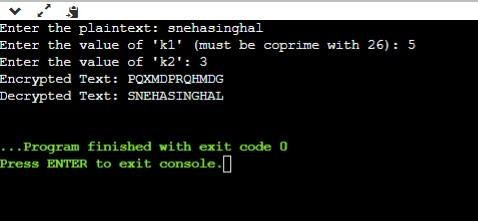 Enter the plaintext: snehasinghal
Enter the value of 'k1' (must be coprime with 26): 5
Enter the value of 'k2': 3
Encrypted Text: PQXMDPRQHMDG
Decrypted Text: SNEHASINGHAL
...Program finished with exit code 0
Press ENTER to exit console.